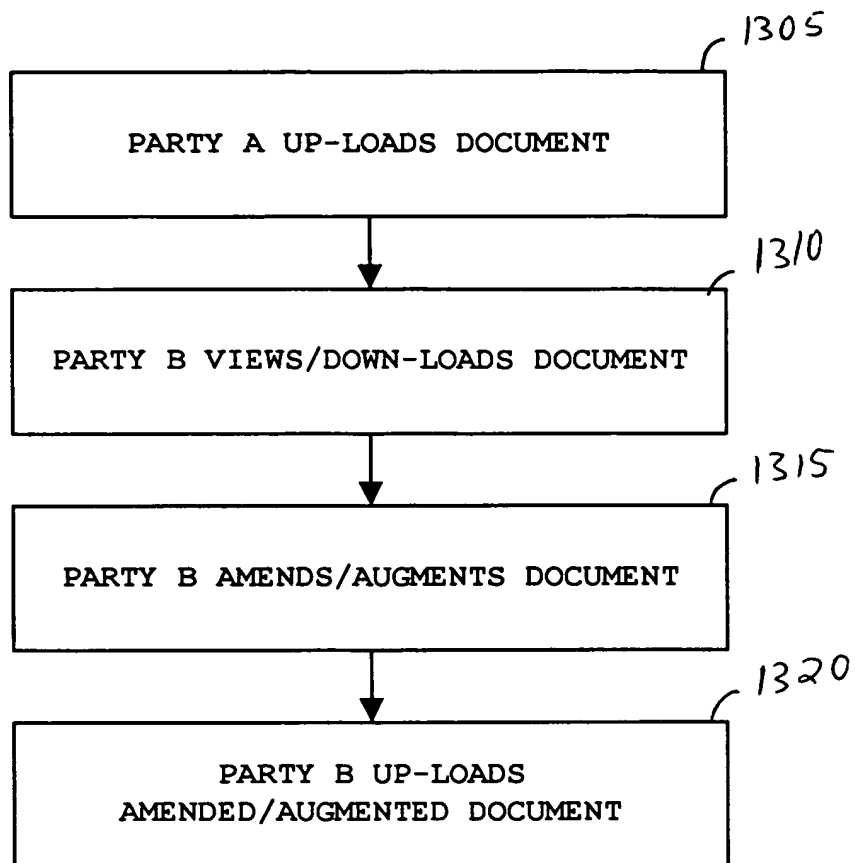 1305
PARTY A UP-LOADS DOCUMENT
1310
PARTY B VIEWS/DOWN-LOADS DOCUMENT
1315
PARTY B AMENDS/AUGMENTS DOCUMENT
1320
PARTY B UP-LOADS
AMENDED/AUGMENTED DOCUMENT